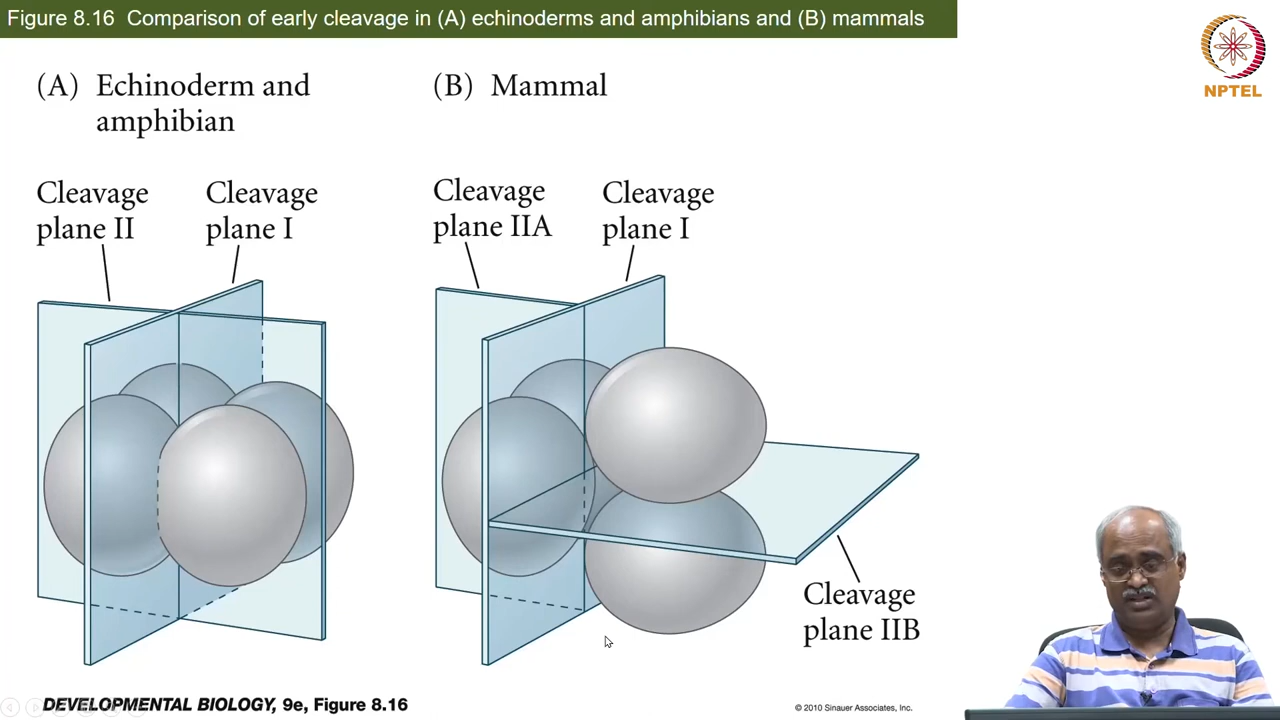 Figure 8.16 Comparison of early cleavage in (A) echinoderms and amphibians and (B) mammals
NPTEL
(A) Echinoderm and
amphibian
(B) Mammal
Cleavage
plane II
Cleavage
plane I
Cleavage
plane IIA
Cleavage
plane I
Cleavage
plane IIB
DEVELOPMENTAL BIOLOGY, 9e, Figure 8.16
© 2010 Sinauer Associates, Inc.